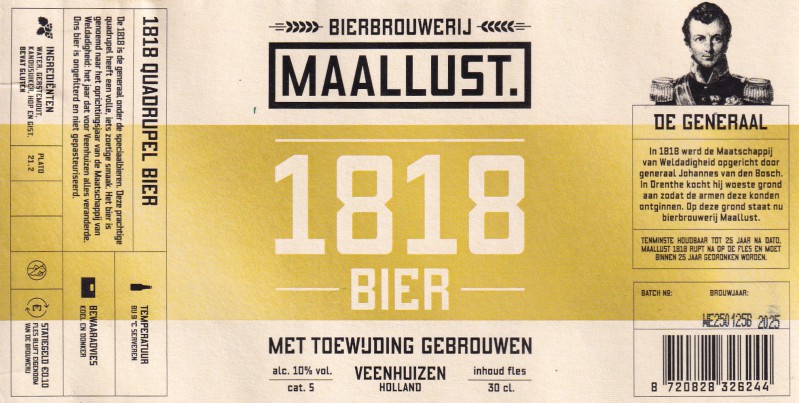 1818 QUADRUPEL BIER
De 1818 is de generaal onder de speciaalbieren. Deze prachtige
quadrupel heeft een volle, iets zoetige smaak. Het bier is
genoemd naar het oprichtingsjaar van de Maatschappij van
Weldadigheid: het jaar dat voor Veenhuizen alles veranderde.
Ons bier is ongefilterd en niet gepasteuriseerd.
INGREDIËNTEN
WATER, GERSTEMOUT,
KANDIJSUIKER, HOP EN GIST.
BEVAT GLUTEN
PLATO
21.2
TEMPERATUUR
BIJ 9 °C SERVEREN
BEWAARADVIES
KOEL EN DONKER
STATIEGELD €0.10
FLES BLIJFT EIGENDOM
VAN DE BROUWERIJ
BIERBROUWERIJ
MAALLUST.
1818
BIER
MET TOEWIJDING GEBROUWEN
alc. 10% vol.
cat. 5
VEENHUIZEN
HOLLAND
inhoud fles
30 cl.
DE GENERAAL
In 1818 werd de Maatschappij
van Weldadigheid opgericht door
generaal Johannes van den Bosch.
In Drenthe kocht hij woeste grond
aan zodat de armen deze konden
ontginnen. Op deze grond staat nu
bierbrouwerij Maallust.
TENMINSTE HOUDBAAR TOT 25 JAAR NA DATO.
MAALLUST 1818 RIJPT NA OP DE FLES EN MOET
BINNEN 25 JAAR GEDRONKEN WORDEN.
BATCH №: BROUWJAAR:
WE250125B 2025
8 720828 326244